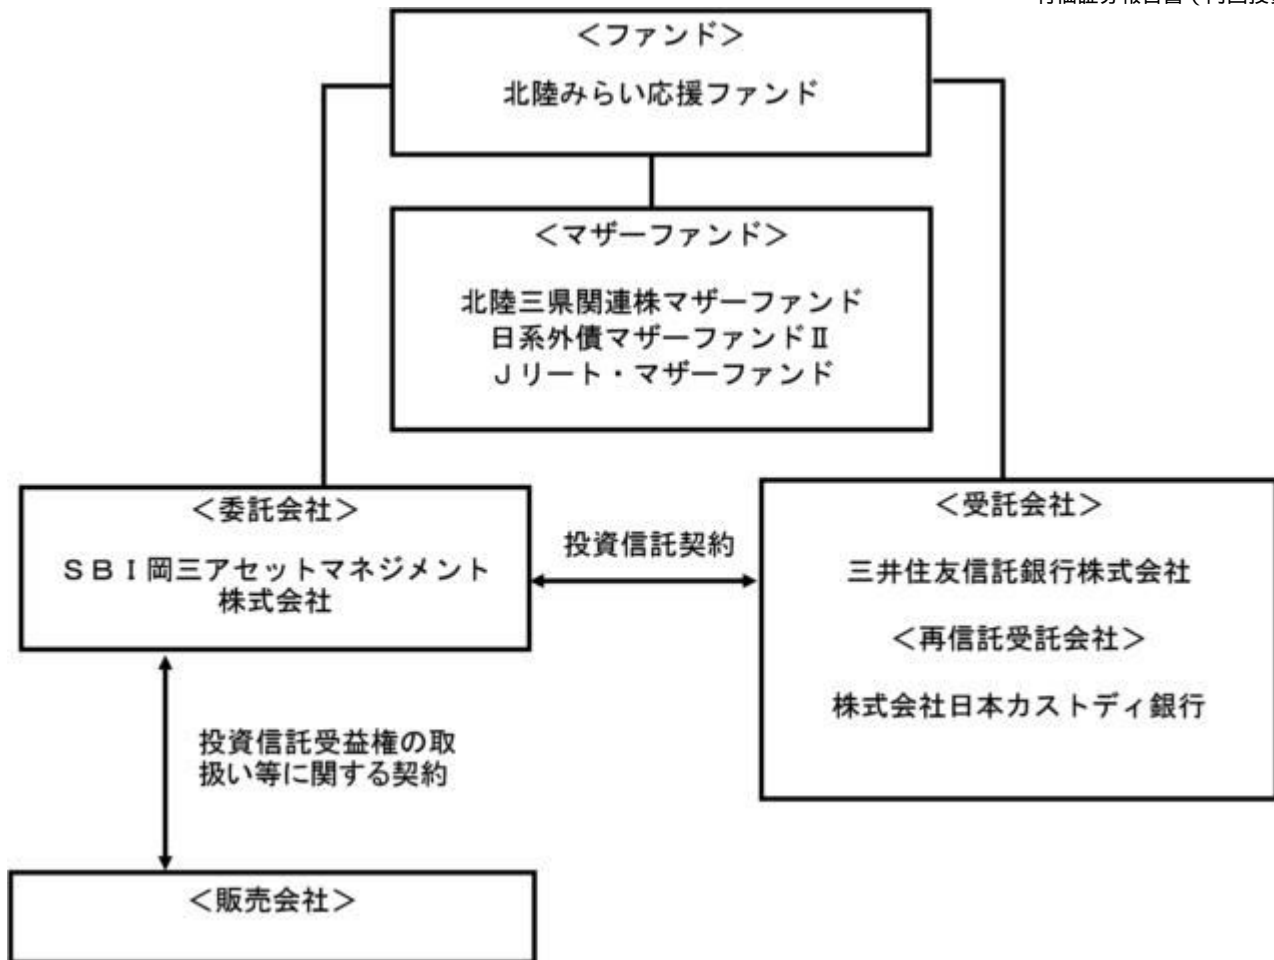 ＜ファンド＞
北陸みらい応援ファンド
＜マザーファンド＞
北陸三県関連株マザーファンド
日系外債マザーファンドⅡ
Ｊリート・マザーファンド
＜委託会社＞
ＳＢＩ岡三アセットマネジメント
株式会社
投資信託契約
＜受託会社＞
三井住友信託銀行株式会社
＜再信託受託会社＞
株式会社日本カストディ銀行
投資信託受益権の取
扱い等に関する契約
＜販売会社＞